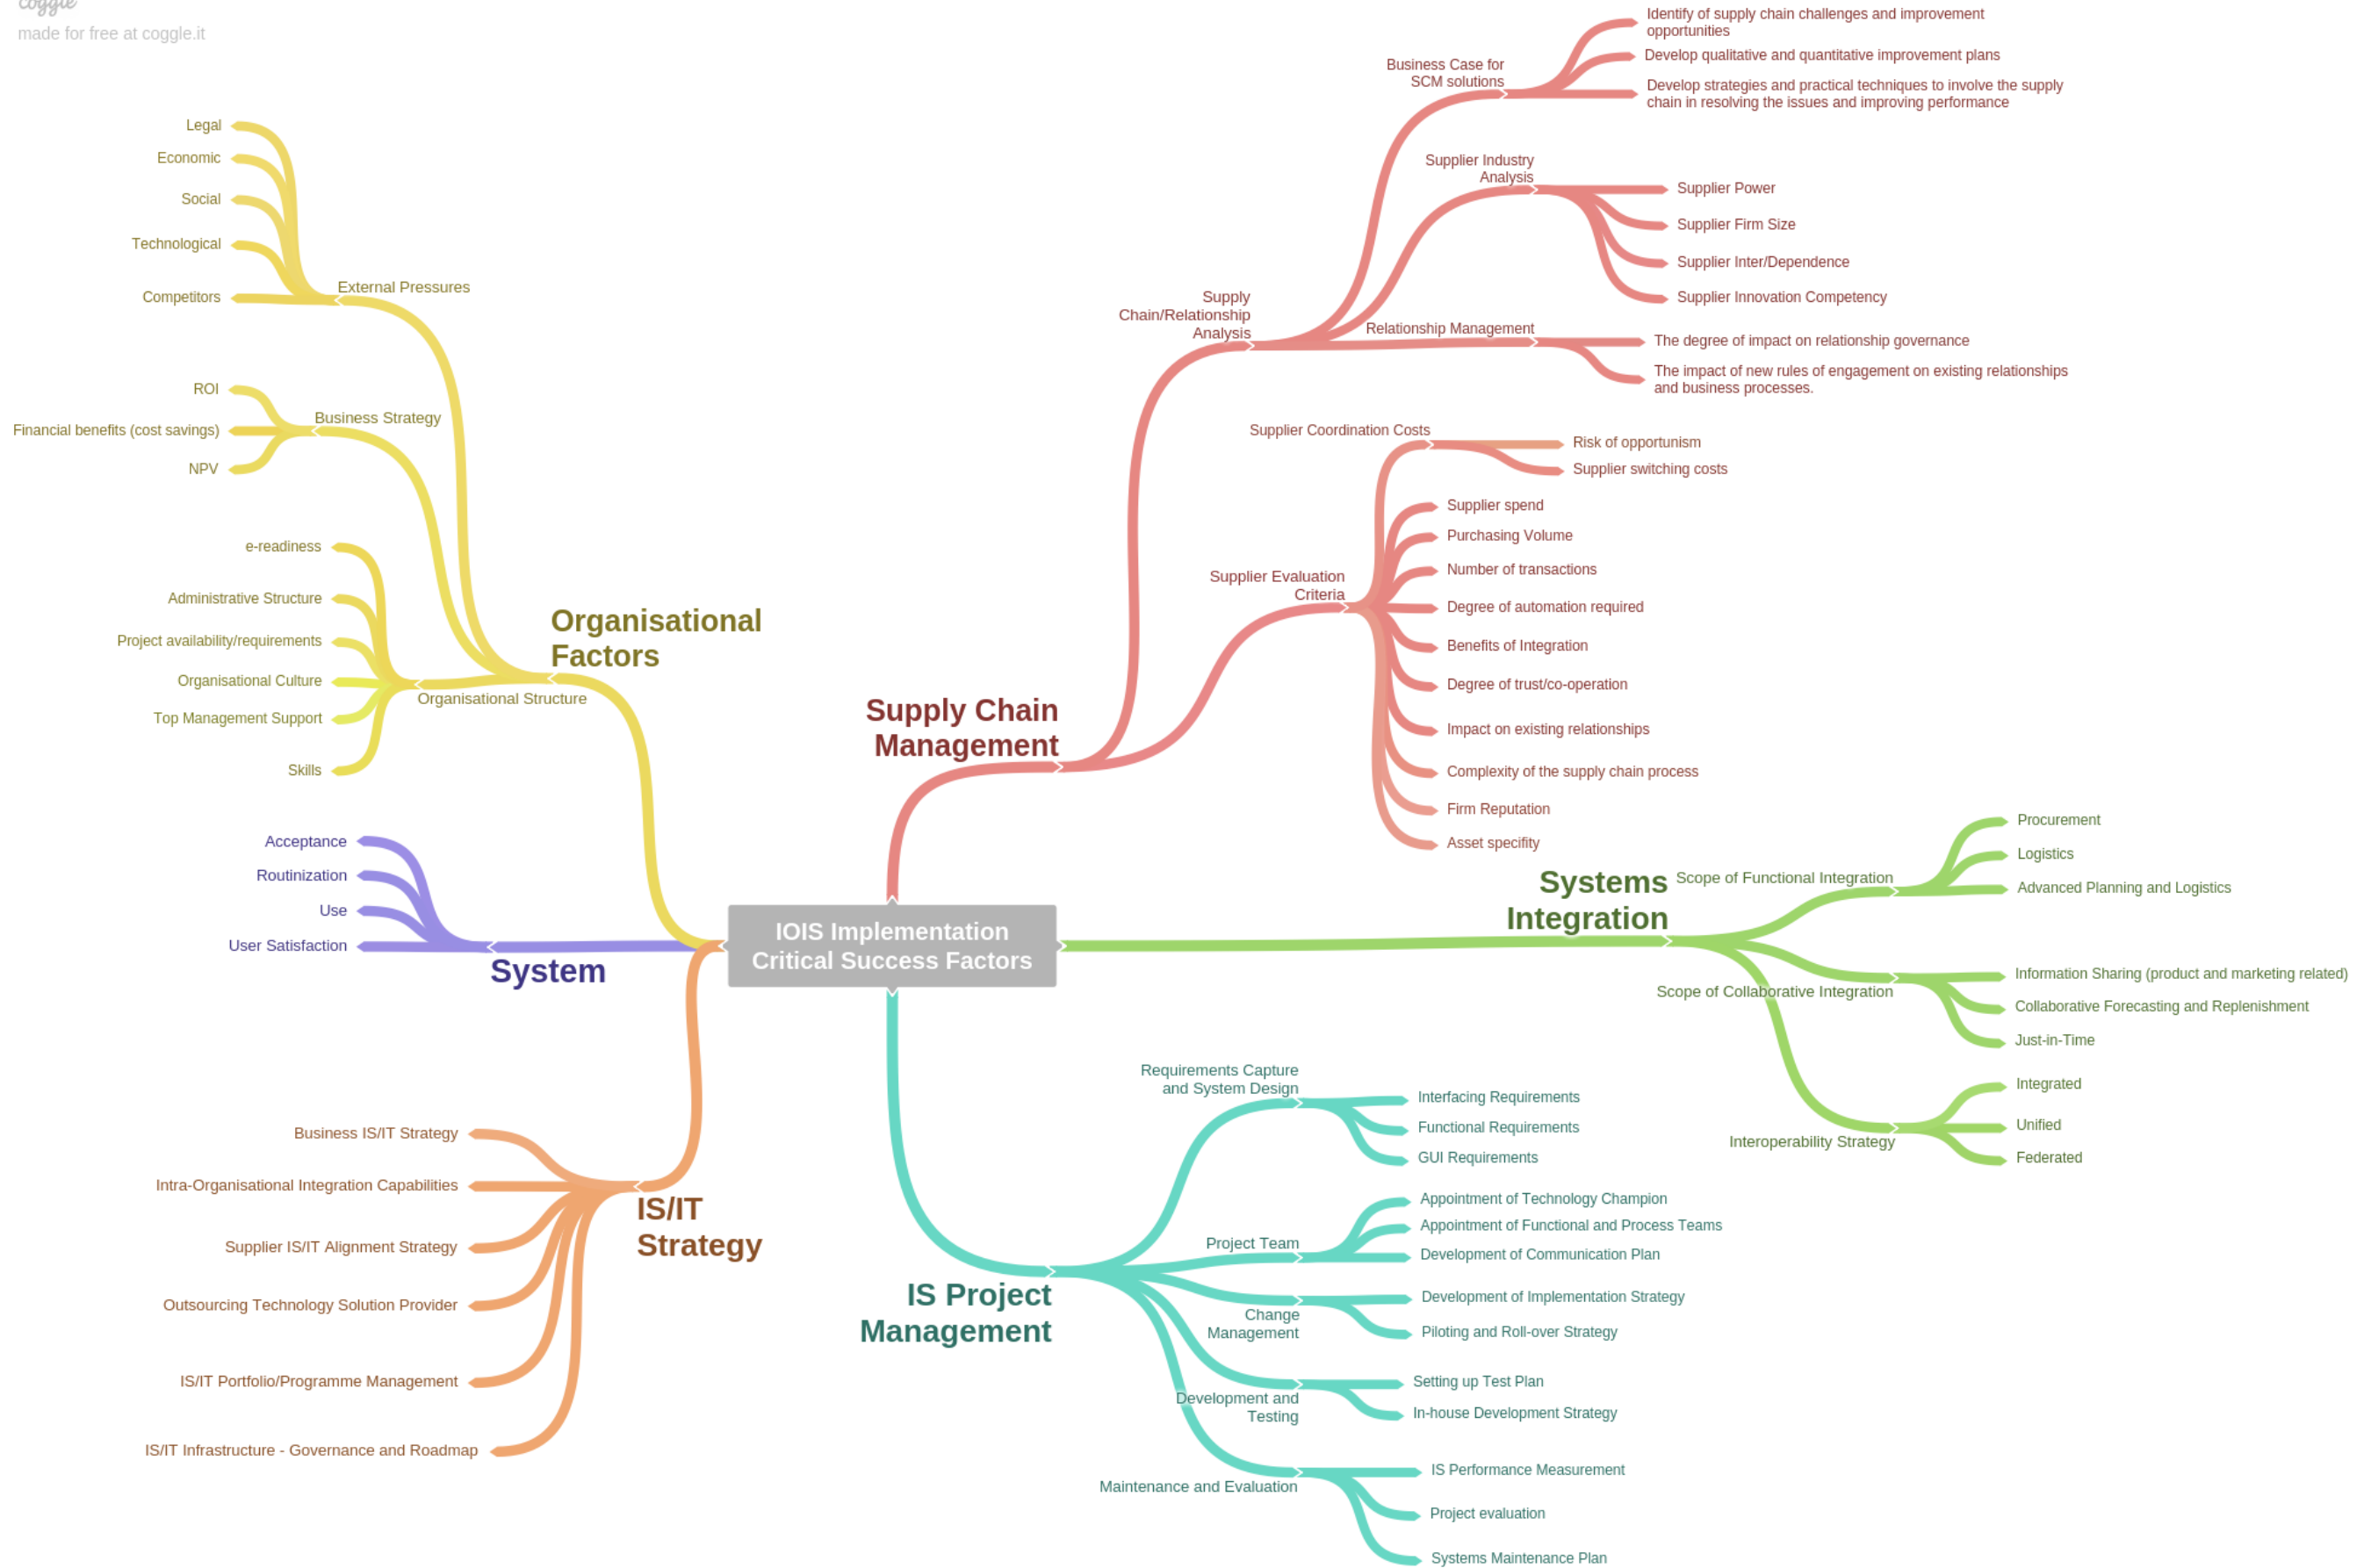 coggle
made for free at coggle.it
Legal
Economic
Social
Technological
Competitors
External Pressures
ROI
Financial benefits (cost savings)
NPV
Business Strategy
e-readiness
Administrative Structure
Project availability/requirements
Organisational Culture
Top Management Support
Skills
Organisational Structure
Organisational
Factors
Acceptance
Routinization
Use
User Satisfaction
System
Business IS/IT Strategy
Intra-Organisational Integration Capabilities
Supplier IS/IT Alignment Strategy
Outsourcing Technology Solution Provider
IS/IT Portfolio/Programme Management
IS/IT Infrastructure - Governance and Roadmap
IS/IT
Strategy
IOIS Implementation
Critical Success Factors
Supply Chain
Management
Supply
Chain/Relationship
Analysis
Business Case for
SCM solutions
Identify of supply chain challenges and improvement
opportunities
Develop qualitative and quantitative improvement plans
Develop strategies and practical techniques to involve the supply
chain in resolving the issues and improving performance
Supplier Industry
Analysis
Supplier Power
Supplier Firm Size
Supplier Inter/Dependence
Supplier Innovation Competency
Relationship Management
The degree of impact on relationship governance
The impact of new rules of engagement on existing relationships
and business processes.
Supplier Evaluation
Criteria
Supplier Coordination Costs
Risk of opportunism
Supplier switching costs
Supplier spend
Purchasing Volume
Number of transactions
Degree of automation required
Benefits of Integration
Degree of trust/co-operation
Impact on existing relationships
Complexity of the supply chain process
Firm Reputation
Asset specifity
Systems
Integration
Scope of Functional Integration
Procurement
Logistics
Advanced Planning and Logistics
Scope of Collaborative Integration
Information Sharing (product and marketing related)
Collaborative Forecasting and Replenishment
Just-in-Time
Interoperability Strategy
Integrated
Unified
Federated
IS Project
Management
Requirements Capture
and System Design
Interfacing Requirements
Functional Requirements
GUI Requirements
Project Team
Appointment of Technology Champion
Appointment of Functional and Process Teams
Development of Communication Plan
Change
Management
Development of Implementation Strategy
Piloting and Roll-over Strategy
Development and
Testing
Setting up Test Plan
In-house Development Strategy
Maintenance and Evaluation
IS Performance Measurement
Project evaluation
Systems Maintenance Plan